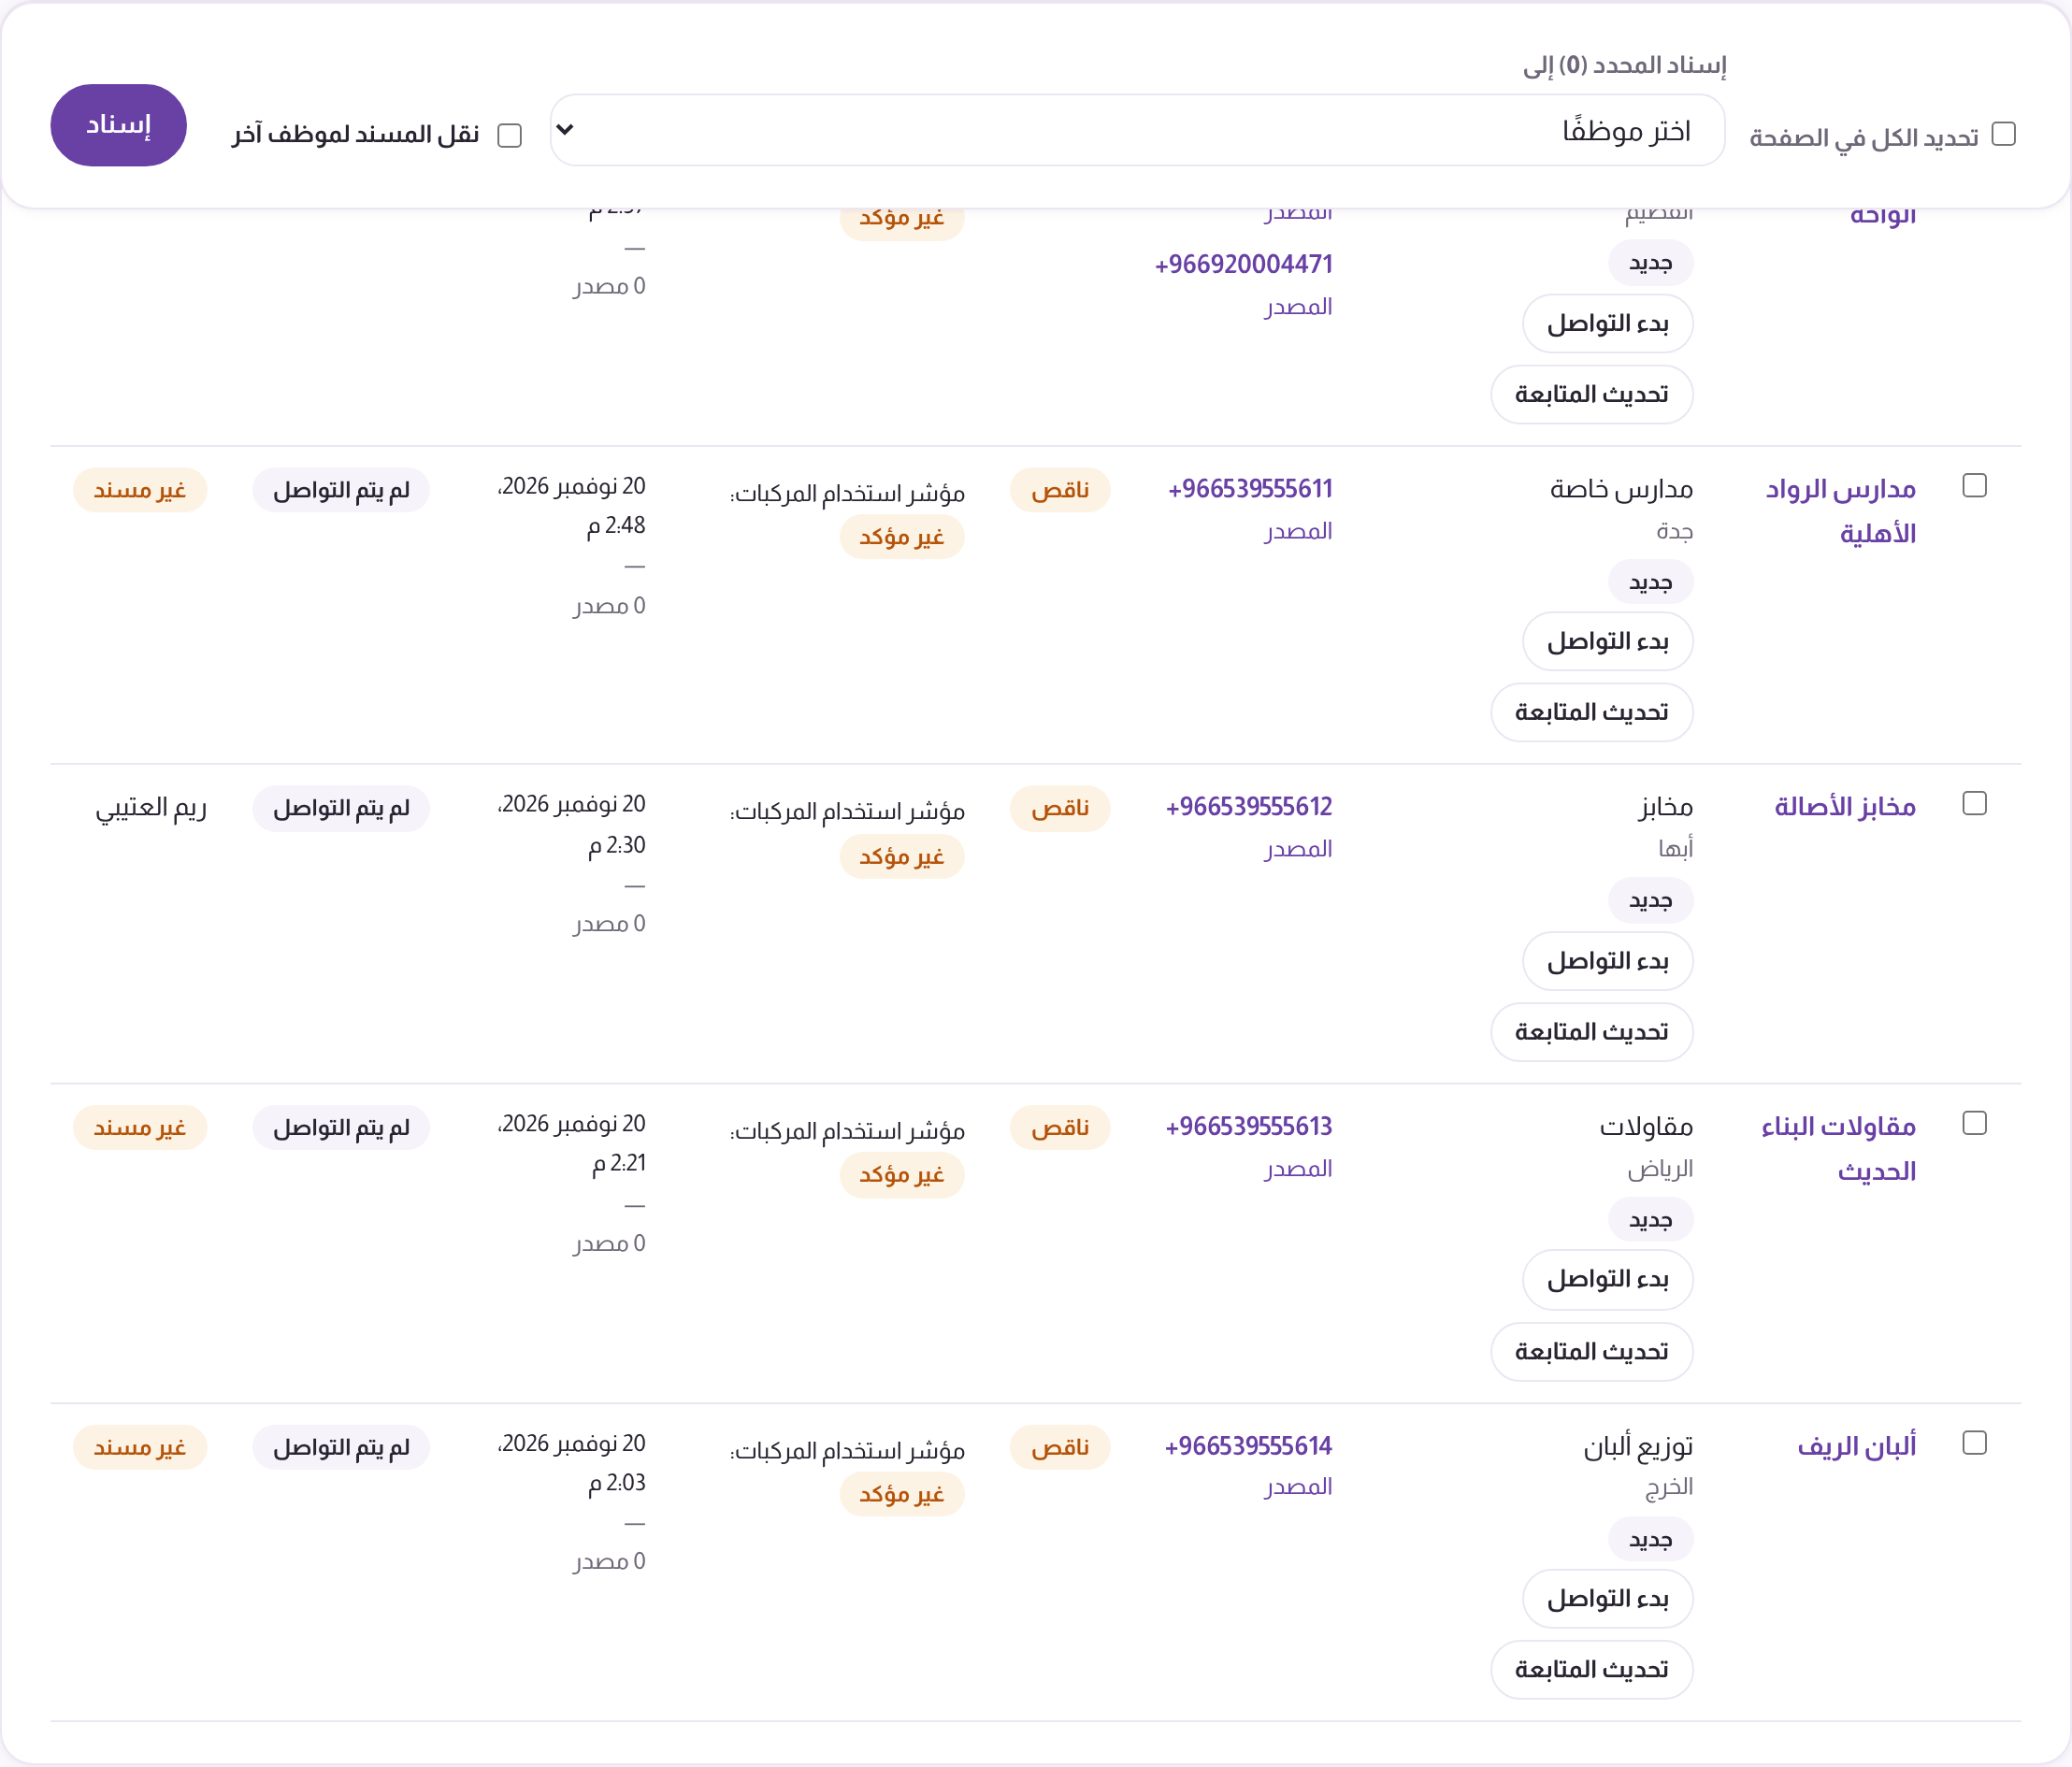 إسناد المحدد (0) إلى
تحديد الكل في الصفحة
اختر موظفًا
نقل المسند لموظف آخر
إسناد
الواحة
القصيم
جديد
بدء التواصل
تحديث المتابعة
المصدر
+966920004471
المصدر
غير مؤكد
—
0 مصدر
مدارس الرواد
الأهلية
مدارس خاصة
جدة
جديد
بدء التواصل
تحديث المتابعة
+966539555611
المصدر
ناقص
مؤشر استخدام المركبات:
غير مؤكد
20 نوفمبر 2026،
2:48 م
—
0 مصدر
لم يتم التواصل
غير مسند
مخابز الأصالة
مخابز
أبها
جديد
بدء التواصل
تحديث المتابعة
+966539555612
المصدر
ناقص
مؤشر استخدام المركبات:
غير مؤكد
20 نوفمبر 2026،
2:30 م
—
0 مصدر
لم يتم التواصل
ريم العتيبي
مقاولات البناء
الحديث
مقاولات
الرياض
جديد
بدء التواصل
تحديث المتابعة
+966539555613
المصدر
ناقص
مؤشر استخدام المركبات:
غير مؤكد
20 نوفمبر 2026،
2:21 م
—
0 مصدر
لم يتم التواصل
غير مسند
ألبان الريف
توزيع ألبان
الخرج
جديد
بدء التواصل
تحديث المتابعة
+966539555614
المصدر
ناقص
مؤشر استخدام المركبات:
غير مؤكد
20 نوفمبر 2026،
2:03 م
—
0 مصدر
لم يتم التواصل
غير مسند